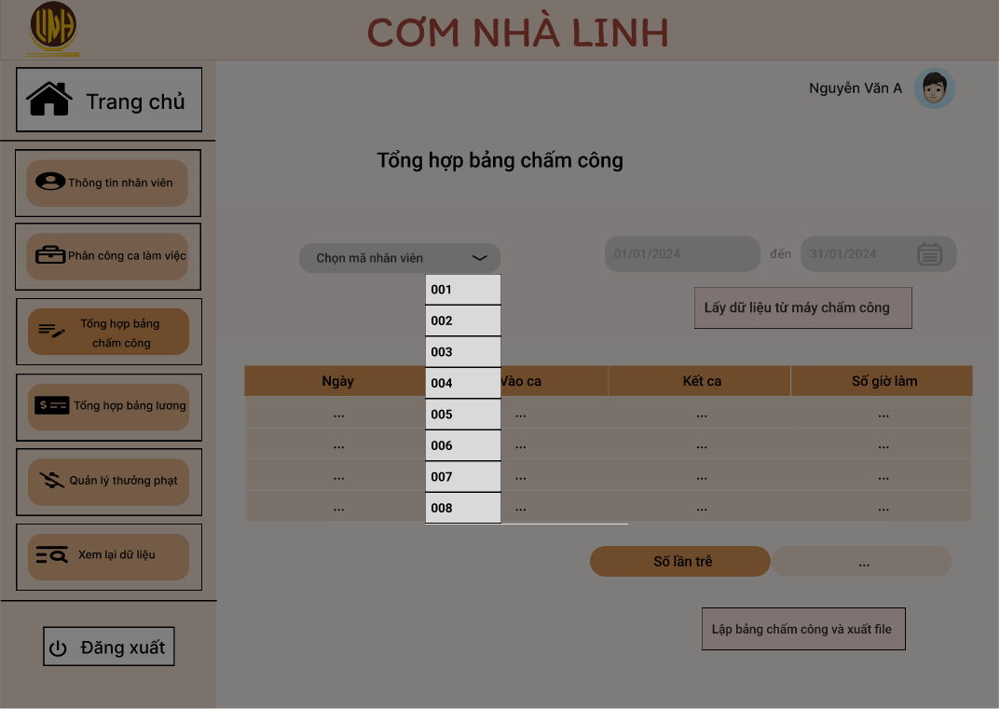 LINH
CƠM NHÀ LINH
Trang chủ
Nguyễn Văn A
Tổng hợp bảng chấm công
Thông tin nhân viên
Phân công ca làm việc
Tổng hợp bảng
chấm công
Tổng hợp bảng lương
Quản lý thưởng phạt
Xem lại dữ liệu
Đăng xuất
Chọn mã nhân viên
01/01/2024 đến 31/01/2024
001
002
003
004
005
006
007
008
Lấy dữ liệu từ máy chấm công
Ngày Vào ca Kết ca Số giờ làm
... ... ... ...
... ... ... ...
... ... ... ...
... ... ... ...
Số lần trễ ...
Lập bảng chấm công và xuất file